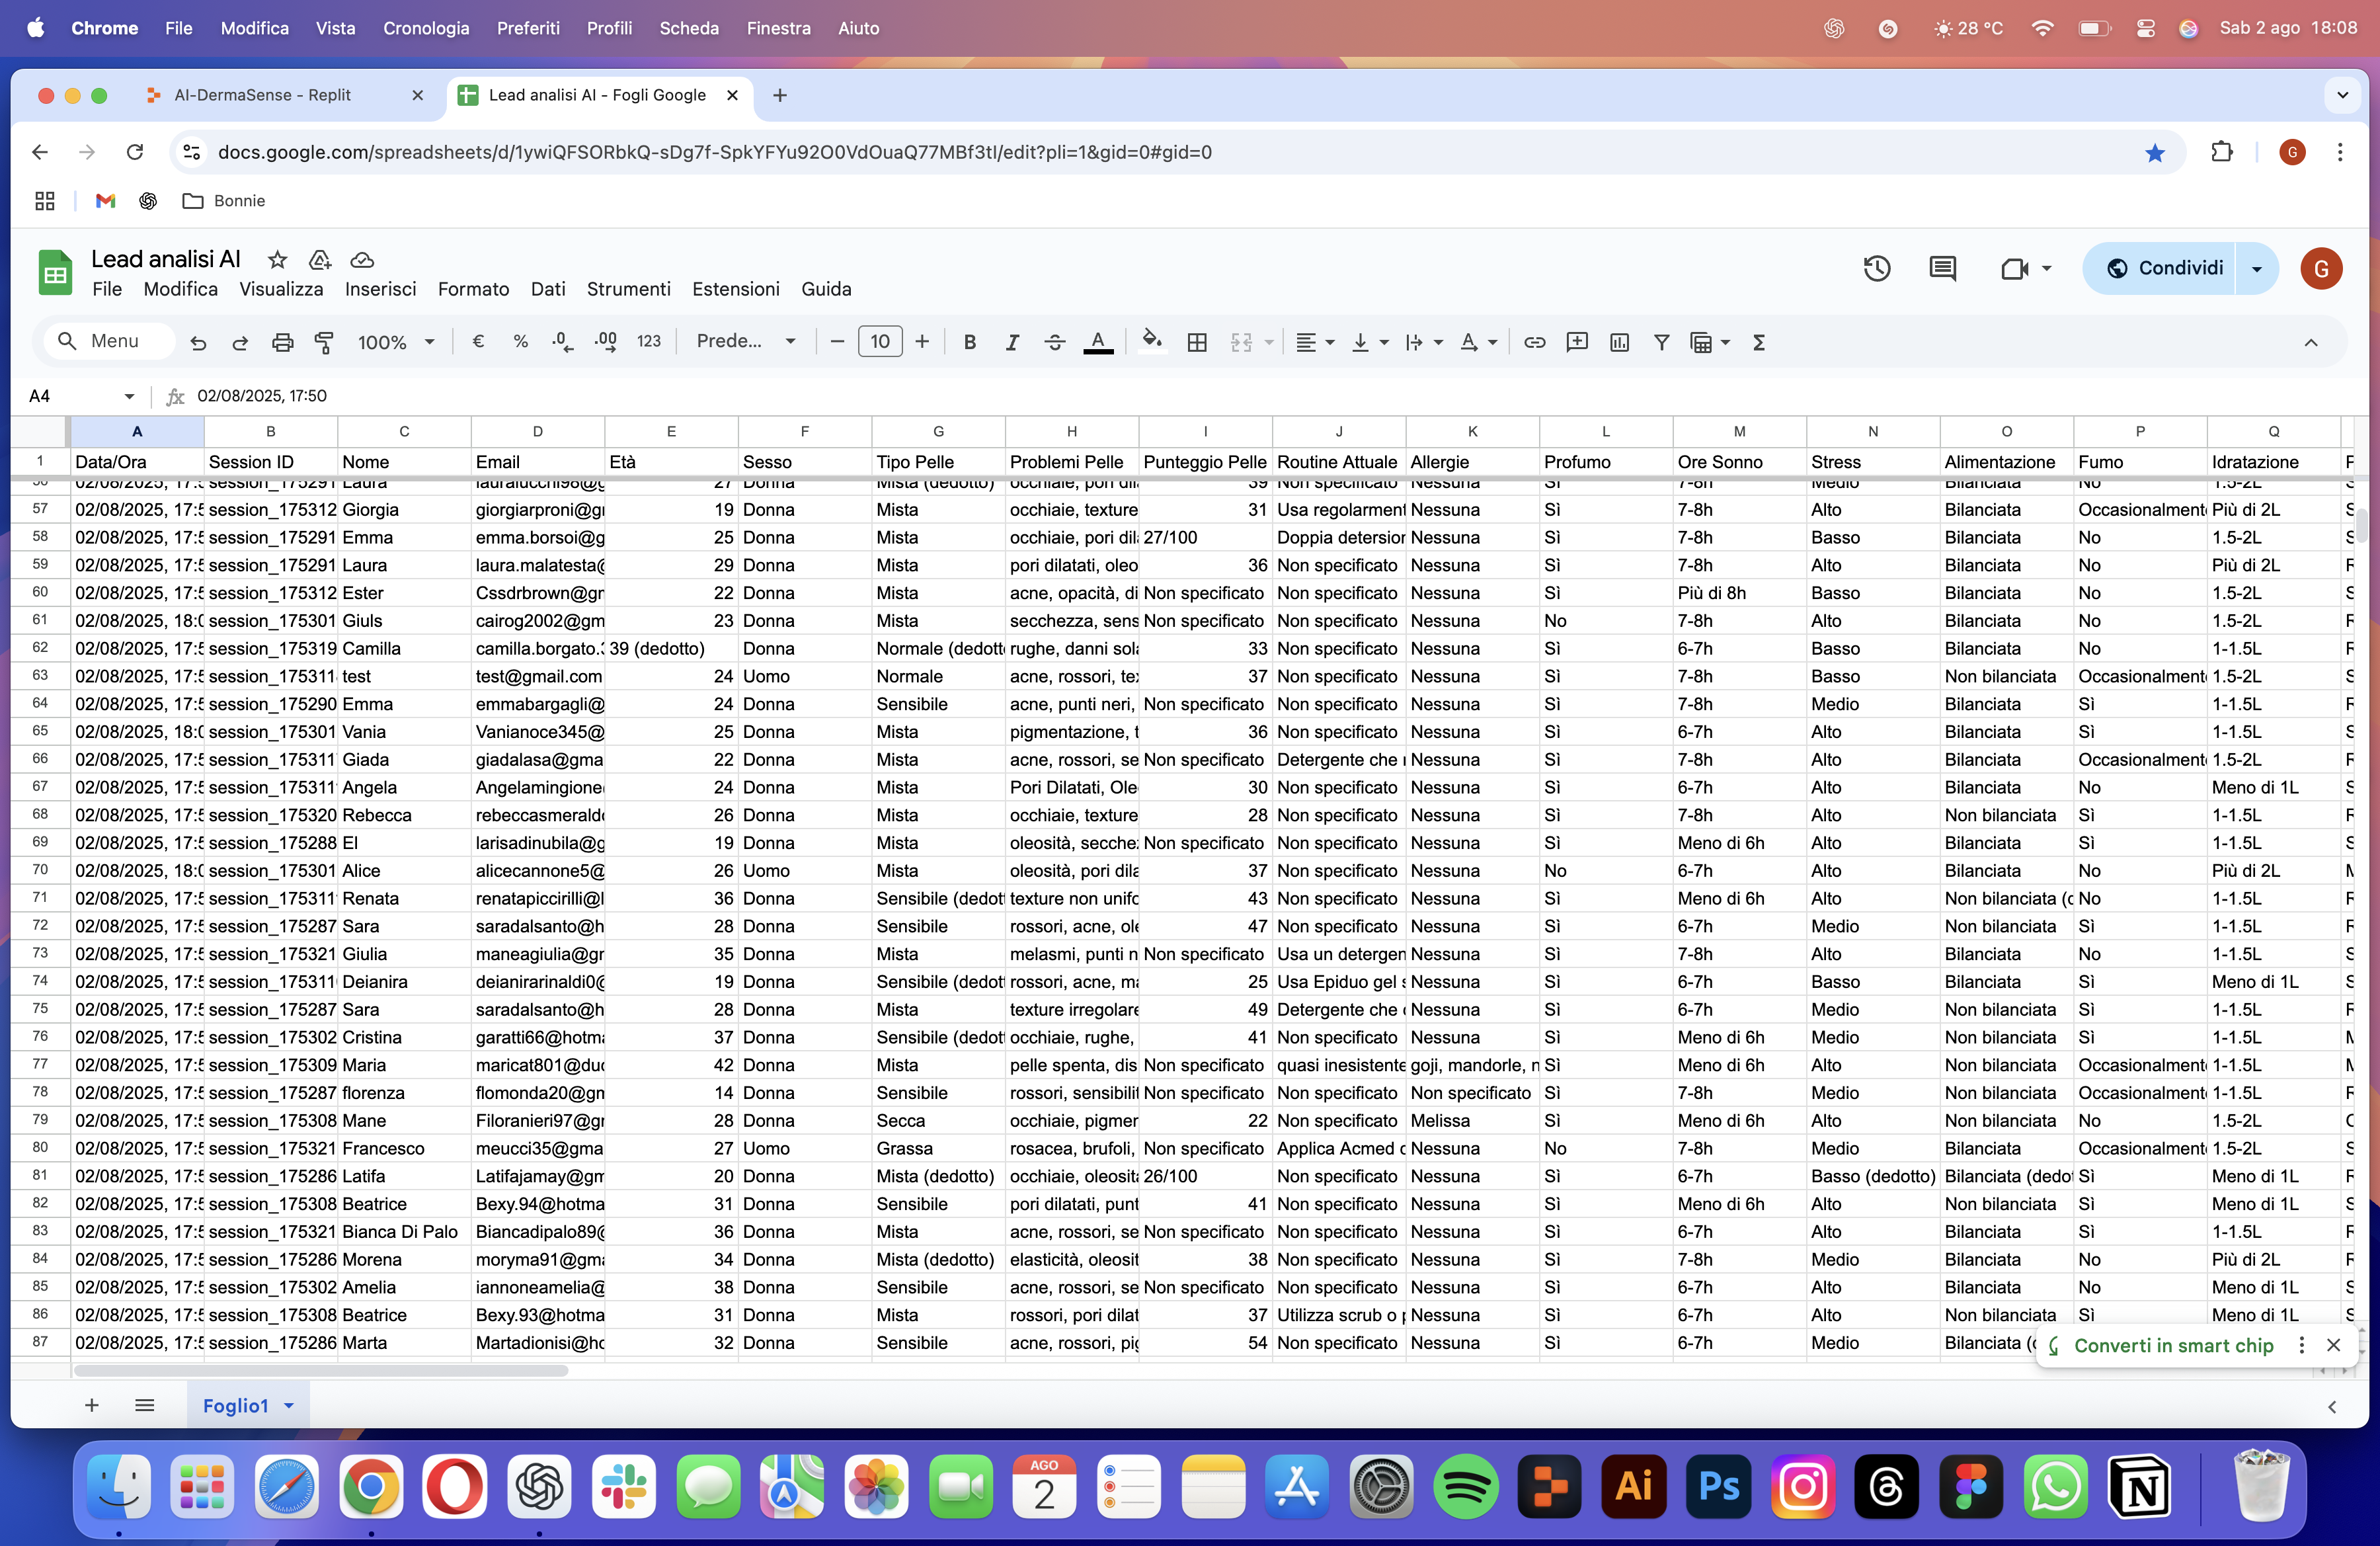 Chrome File Modifica Vista Cronologia Preferiti Profili Scheda Finestra Aiuto 28 °C Sab 2 ago 18:08
AI-DermaSense - Replit Lead analisi AI - Fogli Google
docs.google.com/spreadsheets/d/1ywiQFSORbkQ-sDg7f-SpkYFYu92O0VdOuaQ77MBf3tI/edit?pli=1&gid=0#gid=0 G
Bonnie
Lead analisi AI
File Modifica Visualizza Inserisci Formato Dati Strumenti Estensioni Guida Condividi G
Menu 100% € % .0 .00 123 Prede... 10 B I A Σ
A4 fx 02/08/2025, 17:50
A B C D E F G H I J K L M N O P Q
1 Data/Ora Session ID Nome Email Età Sesso Tipo Pelle Problemi Pelle Punteggio Pelle Routine Attuale Allergie Profumo Ore Sonno Stress Alimentazione Fumo Idratazione
57 02/08/2025, 17:5 session_175312 Giorgia giorgiarproni@g 19 Donna Mista occhiaie, texture 31 Usa regolarment Nessuna Sì 7-8h Alto Bilanciata Occasionalment Più di 2L
58 02/08/2025, 17:5 session_175291 Emma emma.borsoi@g 25 Donna Mista occhiaie, pori dil 27/100 Doppia detersion Nessuna Sì 7-8h Basso Bilanciata No 1.5-2L
59 02/08/2025, 17:5 session_175291 Laura laura.malatesta@ 29 Donna Mista pori dilatati, oleo 36 Non specificato Nessuna Sì 7-8h Alto Bilanciata No Più di 2L
60 02/08/2025, 17:5 session_175312 Ester Cssdrbrown@gr 22 Donna Mista acne, opacità, di Non specificato Non specificato Nessuna Sì Più di 8h Basso Bilanciata No 1.5-2L
61 02/08/2025, 18:0 session_175301 Giuls cairog2002@gm 23 Donna Mista secchezza, sens Non specificato Non specificato Nessuna No 7-8h Alto Bilanciata No 1.5-2L
62 02/08/2025, 17:5 session_175319 Camilla camilla.borgato.3 39 (dedotto) Donna Normale (dedott rughe, danni sola 33 Non specificato Nessuna Sì 6-7h Basso Bilanciata No 1-1.5L
63 02/08/2025, 17:5 session_175311 test test@gmail.com 24 Uomo Normale acne, rossori, te 37 Non specificato Nessuna Sì 7-8h Basso Non bilanciata Occasionalment 1.5-2L
64 02/08/2025, 17:5 session_175290 Emma emmabargagli@ 24 Donna Sensibile acne, punti neri, Non specificato Non specificato Nessuna Sì 7-8h Medio Bilanciata Sì 1-1.5L
65 02/08/2025, 18:0 session_175301 Vania Vanianoce345@ 25 Donna Mista pigmentazione, t 36 Non specificato Nessuna Sì 6-7h Alto Bilanciata Sì 1-1.5L
66 02/08/2025, 17:5 session_175311 Giada giadalasa@gma 22 Donna Mista acne, rossori, se Non specificato Detergente che Nessuna Sì 7-8h Alto Bilanciata Occasionalment 1.5-2L
67 02/08/2025, 17:5 session_175311 Angela Angelamingione 24 Donna Mista Pori Dilatati, Ole 30 Non specificato Nessuna Sì 6-7h Alto Bilanciata No Meno di 1L
68 02/08/2025, 17:5 session_175320 Rebecca rebeccasmerald 26 Donna Mista occhiaie, texture 28 Non specificato Nessuna Sì 7-8h Alto Non bilanciata Sì 1-1.5L
69 02/08/2025, 17:5 session_175288 El larisadinubila@g 19 Donna Mista oleosità, secche Non specificato Non specificato Nessuna Sì Meno di 6h Alto Bilanciata Sì 1-1.5L
70 02/08/2025, 18:0 session_175301 Alice alicecannone5@ 26 Uomo Mista oleosità, pori dila 37 Non specificato Nessuna No 6-7h Alto Bilanciata No Più di 2L
71 02/08/2025, 17:5 session_175311 Renata renatapiccirilli@ 36 Donna Sensibile (dedot texture non unifo 43 Non specificato Nessuna Sì Meno di 6h Alto Non bilanciata (d No 1-1.5L
72 02/08/2025, 17:5 session_175287 Sara saradalsanto@h 28 Donna Sensibile rossori, acne, ole 47 Non specificato Nessuna Sì 6-7h Medio Non bilanciata Sì 1-1.5L
73 02/08/2025, 17:5 session_175321 Giulia maneagiulia@gr 35 Donna Mista melasmi, punti n Non specificato Usa un detergen Nessuna Sì 7-8h Alto Bilanciata No 1-1.5L
74 02/08/2025, 17:5 session_175311 Deianira deianirarinaldi0@ 19 Donna Sensibile (dedot rossori, acne, ma 25 Usa Epiduo gel s Nessuna Sì 6-7h Basso Bilanciata Sì Meno di 1L
75 02/08/2025, 17:5 session_175287 Sara saradalsanto@h 28 Donna Mista texture irregolare 49 Detergente che Nessuna Sì 6-7h Medio Non bilanciata Sì 1-1.5L
76 02/08/2025, 17:5 session_175302 Cristina garatti66@hotma 37 Donna Sensibile (dedot occhiaie, rughe, 41 Non specificato Nessuna Sì Meno di 6h Medio Non bilanciata Sì 1-1.5L
77 02/08/2025, 17:5 session_175309 Maria maricat801@du 42 Donna Mista pelle spenta, dis Non specificato quasi inesistente goji, mandorle, n Sì Meno di 6h Alto Non bilanciata Occasionalment 1-1.5L
78 02/08/2025, 17:5 session_175287 florenza flomonda20@gm 14 Donna Sensibile rossori, sensibilit Non specificato Non specificato Non specificato Sì 7-8h Medio Non bilanciata Occasionalment 1-1.5L
79 02/08/2025, 17:5 session_175308 Mane Filoranieri97@g 28 Donna Secca occhiaie, pigmen 22 Non specificato Melissa Sì Meno di 6h Alto Non bilanciata No 1.5-2L
80 02/08/2025, 17:5 session_175321 Francesco meucci35@gma 27 Uomo Grassa rosacea, brufoli, Non specificato Applica Acmed Nessuna No 7-8h Medio Bilanciata Occasionalment 1.5-2L
81 02/08/2025, 17:5 session_175286 Latifa Latifajamay@gm 20 Donna Mista (dedotto) occhiaie, oleosità 26/100 Non specificato Nessuna Sì 6-7h Basso (dedotto) Bilanciata (dedot Sì Meno di 1L
82 02/08/2025, 17:5 session_175308 Beatrice Bexy.94@hotma 31 Donna Sensibile pori dilatati, punt 41 Non specificato Nessuna Sì Meno di 6h Alto Non bilanciata Sì Meno di 1L
83 02/08/2025, 17:5 session_175321 Bianca Di Palo Biancadipalo89@ 36 Donna Mista acne, rossori, se Non specificato Non specificato Nessuna Sì 6-7h Alto Bilanciata Sì 1-1.5L
84 02/08/2025, 17:5 session_175286 Morena moryma91@gma 34 Donna Mista (dedotto) elasticità, oleosit 38 Non specificato Nessuna Sì 7-8h Medio Bilanciata No Più di 2L
85 02/08/2025, 17:5 session_175302 Amelia iannoneamelia@ 38 Donna Sensibile acne, rossori, se Non specificato Non specificato Nessuna Sì 6-7h Alto Bilanciata No Meno di 1L
86 02/08/2025, 17:5 session_175308 Beatrice Bexy.93@hotma 31 Donna Mista rossori, pori dilat 37 Utilizza scrub o p Nessuna Sì 6-7h Alto Non bilanciata Sì Meno di 1L
87 02/08/2025, 17:5 session_175286 Marta Martadionisi@ho 32 Donna Sensibile acne, rossori, pig 54 Non specificato Nessuna Sì 6-7h Medio Bilanciata (
Converti in smart chip
Foglio1
AGO
2
Ai Ps